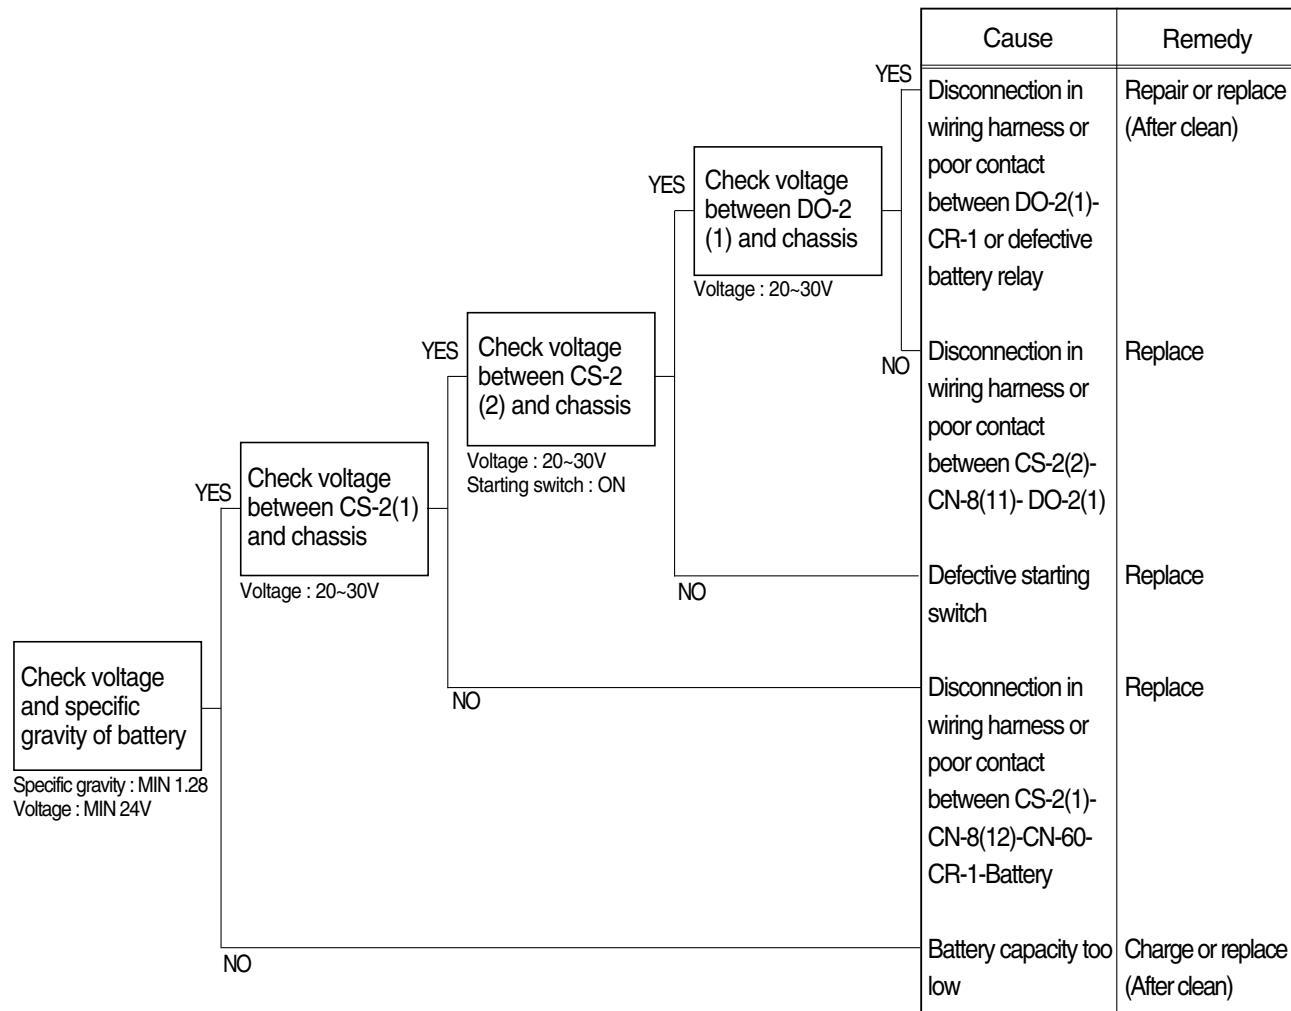 Cause
Remedy
YES
Disconnection in
wiring harness or
poor contact
between DO-2(1)-
CR-1 or defective
battery relay
Repair or replace
(After clean)
YES
Check voltage
between DO-2
(1) and chassis
Voltage : 20~30V
NO
Disconnection in
wiring harness or
poor contact
between CS-2(2)-
CN-8(11)- DO-2(1)
Replace
YES
Check voltage
between CS-2
(2) and chassis
Voltage : 20~30V
Starting switch : ON
NO
Defective starting
switch
Replace
YES
Check voltage
between CS-2(1)
and chassis
Voltage : 20~30V
NO
Disconnection in
wiring harness or
poor contact
between CS-2(1)-
CN-8(12)-CN-60-
CR-1-Battery
Replace
Check voltage
and specific
gravity of battery
Specific gravity : MIN 1.28
Voltage : MIN 24V
NO
Battery capacity too
low
Charge or replace
(After clean)